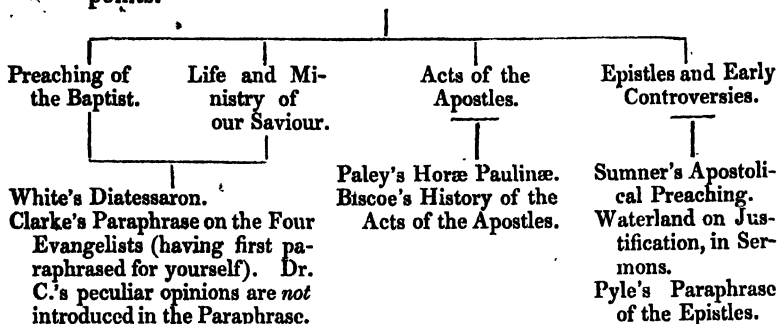 points.
Preaching of
the Baptist.
Life and Mi-
nistry of
our Saviour.
Acts of the
Apostles.
Epistles and Early
Controversies.
White's Diatessaron.
Clarke's Paraphrase on the Four
Evangelists (having first pa-
raphrased for yourself). Dr.
C.'s peculiar opinions are not
introduced in the Paraphrase.
Paley's Horæ Paulinæ.
Biscoe's History of the
Acts of the Apostles.
Sumner's Apostoli-
cal Preaching.
Waterland on Jus-
tification, in Ser-
mons.
Pyle's Paraphrase
of the Epistles.